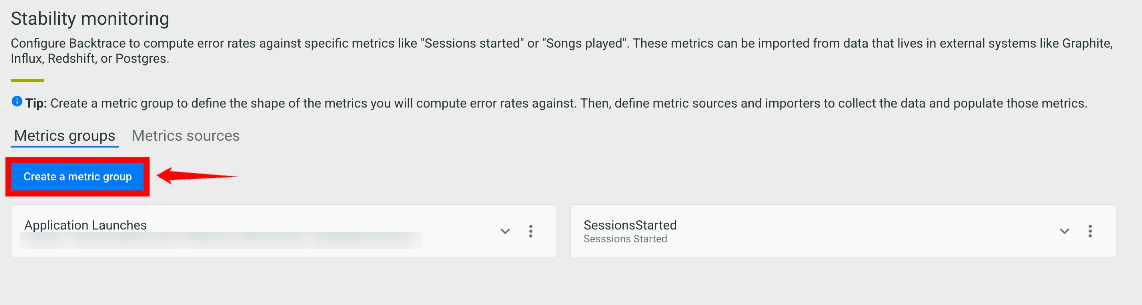 Stability monitoring
Configure Backtrace to compute error rates against specific metrics like "Sessions started" or "Songs played". These metrics can be imported from data that lives in external systems like Graphite,
Influx, Redshift, or Postgres.
Tip: Create a metric group to define the shape of the metrics you will compute error rates against. Then, define metric sources and importers to collect the data and populate those metrics.
Metrics groups Metrics sources
Create a metric group
Application Launches
SessionsStarted
Sesssions Started